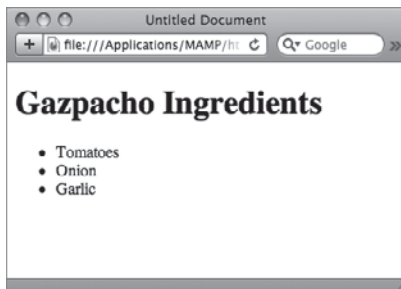 Untitled Document
+ file:///Applications/MAMP/ht Google »
Gazpacho Ingredients
• Tomatoes
• Onion
• Garlic